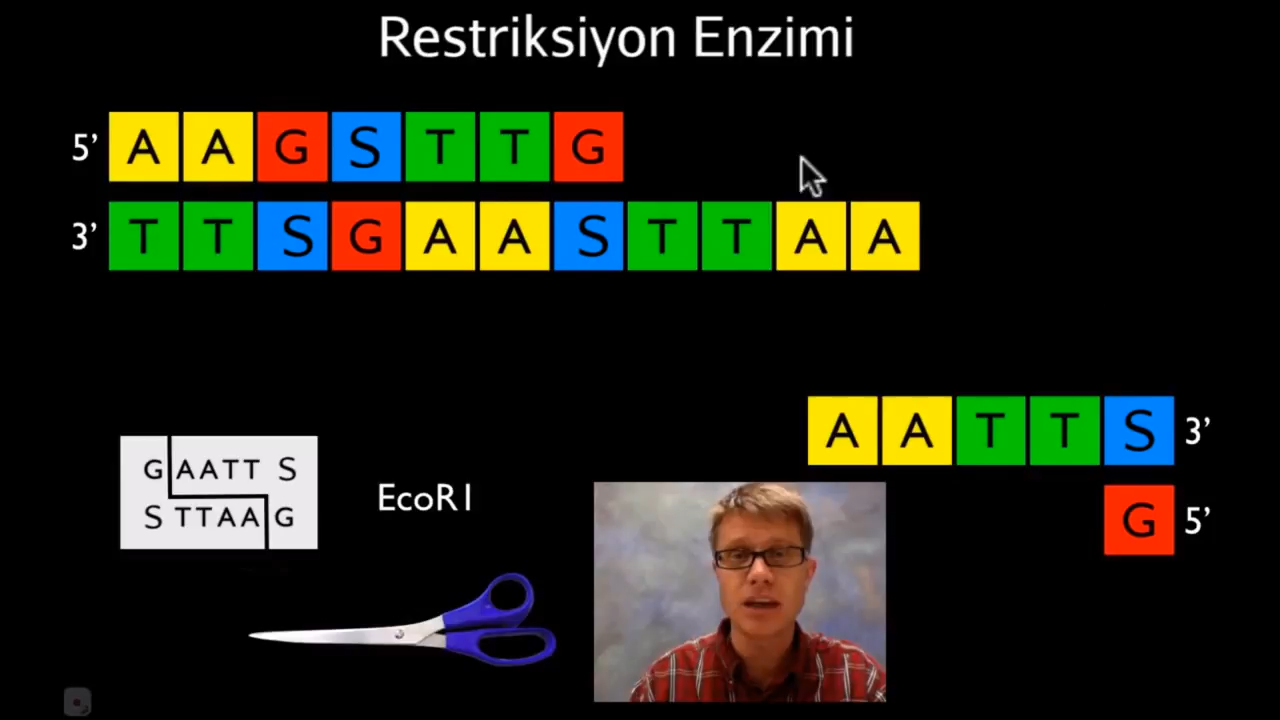 Restriksiyon Enzimi
5’ A A G S T T G
3’ T T S G A A S T T A A
A A T T S 3’
G 5’
G AATT S
S TTAA G
EcoR1